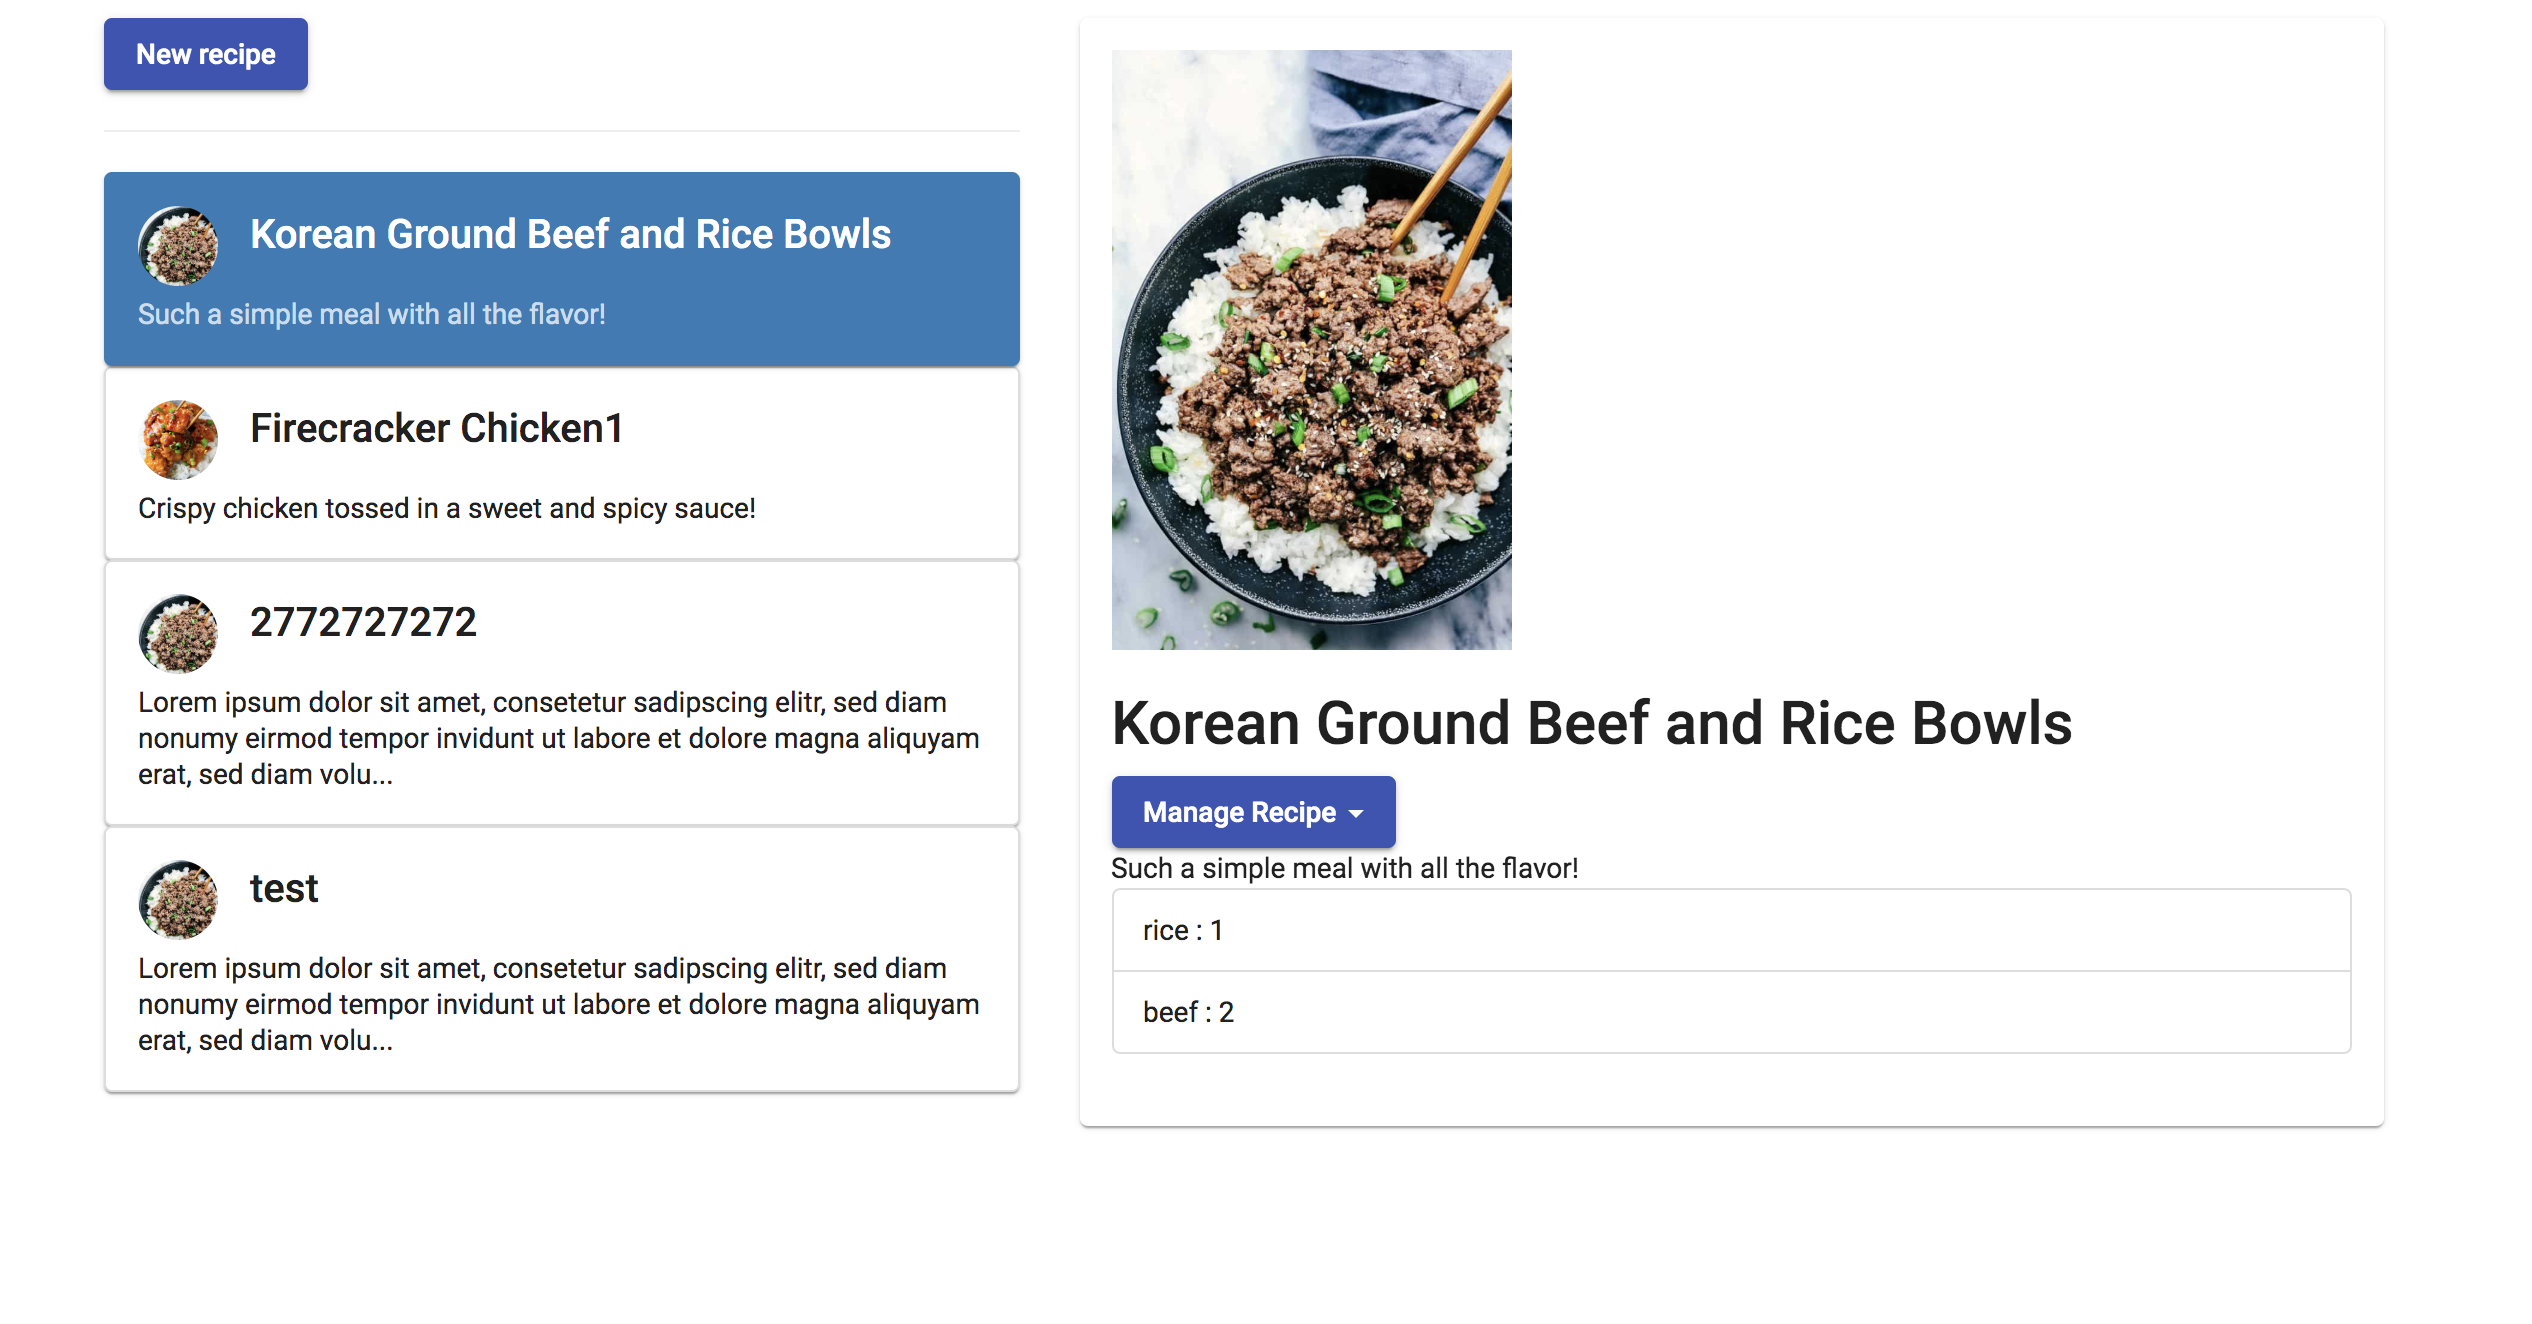 New recipe
Korean Ground Beef and Rice Bowls
Such a simple meal with all the flavor!
Firecracker Chicken1
Crispy chicken tossed in a sweet and spicy sauce!
2772727272
Lorem ipsum dolor sit amet, consetetur sadipscing elitr, sed diam
nonumy eirmod tempor invidunt ut labore et dolore magna aliquyam
erat, sed diam volu...
test
Lorem ipsum dolor sit amet, consetetur sadipscing elitr, sed diam
nonumy eirmod tempor invidunt ut labore et dolore magna aliquyam
erat, sed diam volu...
Korean Ground Beef and Rice Bowls
Manage Recipe
Such a simple meal with all the flavor!
rice : 1
beef : 2